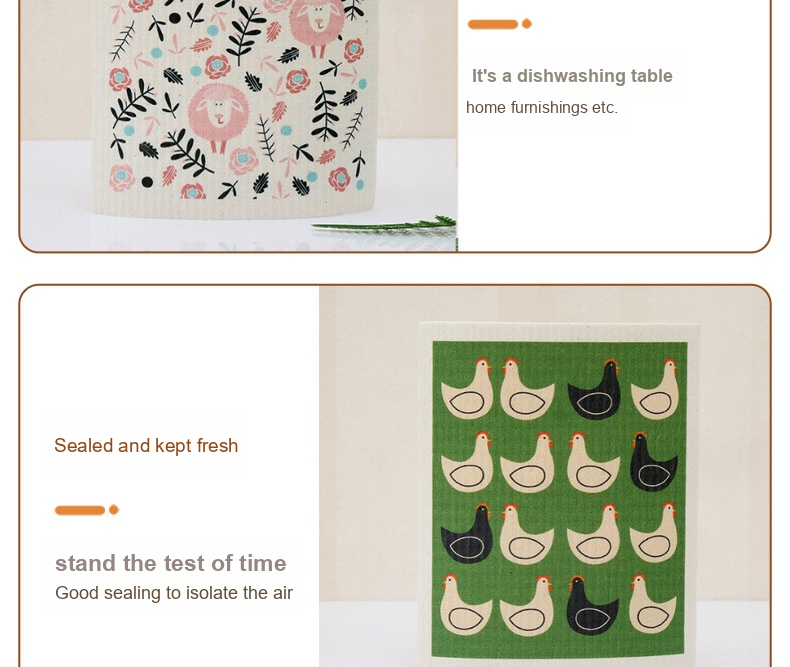 It's a dishwashing table
home furnishings etc.
Sealed and kept fresh
stand the test of time
Good sealing to isolate the air